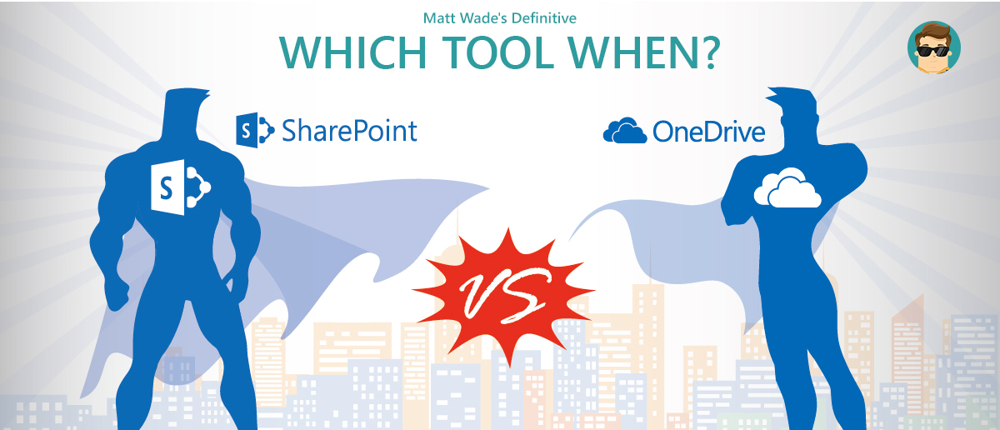 Matt Wade's Definitive
WHICH TOOL WHEN?
S SharePoint
OneDrive
S
VS